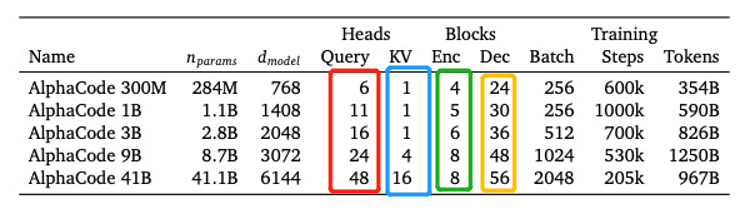 Heads Blocks Training
Name n_params d_model Query KV Enc Dec Batch Steps Tokens
AlphaCode 300M 284M 768 6 1 4 24 256 600k 354B
AlphaCode 1B 1.1B 1408 11 1 5 30 256 1000k 590B
AlphaCode 3B 2.8B 2048 16 1 6 36 512 700k 826B
AlphaCode 9B 8.7B 3072 24 4 8 48 1024 530k 1250B
AlphaCode 41B 41.1B 6144 48 16 8 56 2048 205k 967B